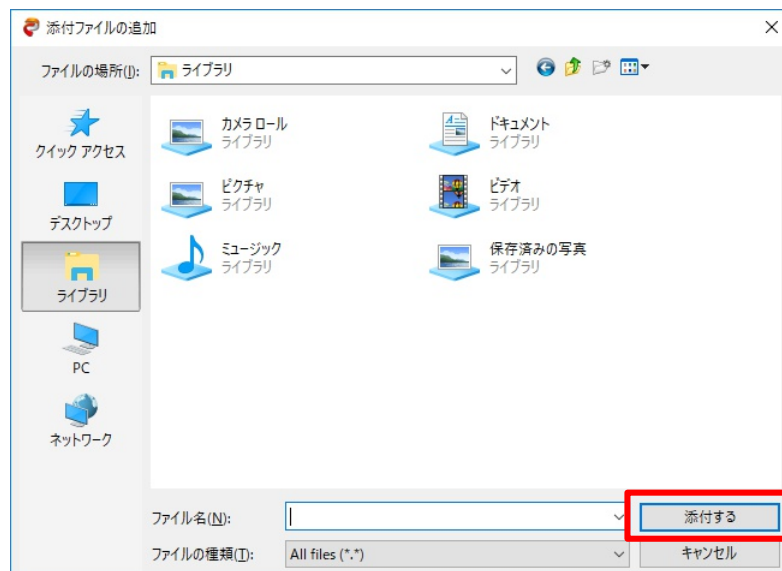 添付ファイルの追加
ファイルの場所(I):
ライブラリ
クイック アクセス
デスクトップ
ライブラリ
PC
ネットワーク
カメラ ロール
ライブラリ
ドキュメント
ライブラリ
ピクチャ
ライブラリ
ビデオ
ライブラリ
ミュージック
ライブラリ
保存済みの写真
ライブラリ
ファイル名(N):
添付する
ファイルの種類(T):
All files (*.*)
キャンセル